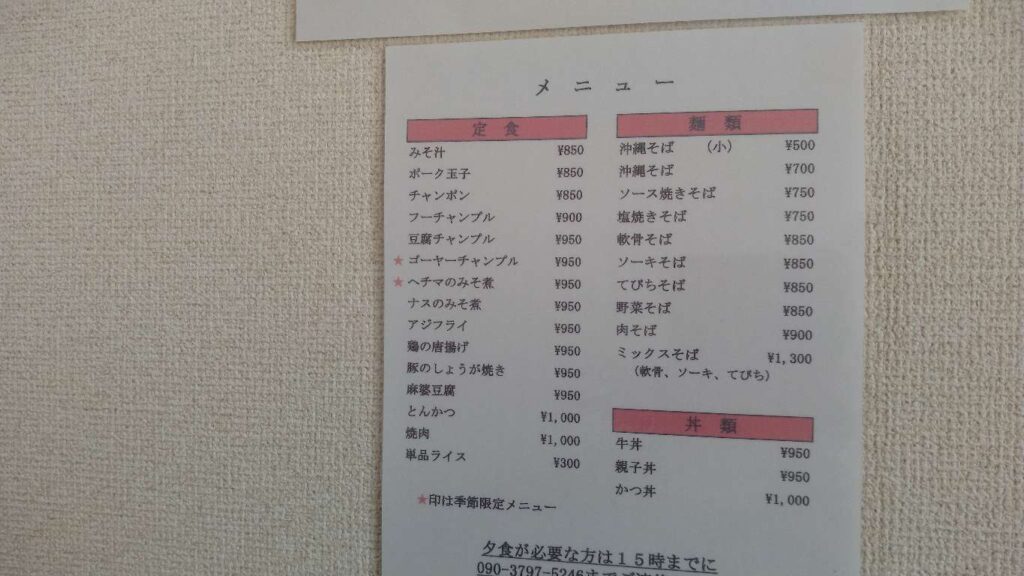 メニュー
定食
みそ汁 ¥850
ポーク玉子 ¥850
チャンポン ¥850
フーチャンプル ¥900
豆腐チャンプル ¥950
★ゴーヤーチャンプル ¥950
★ヘチマのみそ煮 ¥950
ナスのみそ煮 ¥950
アジフライ ¥950
鶏の唐揚げ ¥950
豚のしょうが焼き ¥950
麻婆豆腐 ¥950
とんかつ ¥1,000
焼肉 ¥1,000
単品ライス ¥300
★印は季節限定メニュー
麺類
沖縄そば （小） ¥500
沖縄そば ¥700
ソース焼きそば ¥750
塩焼きそば ¥750
軟骨そば ¥850
ソーキそば ¥850
てびちそば ¥850
野菜そば ¥850
肉そば ¥900
ミックスそば ¥1,300
（軟骨、ソーキ、てびち）
丼類
牛丼 ¥950
親子丼 ¥950
かつ丼 ¥1,000
夕食が必要な方は１５時までに
090-3797-5246までご